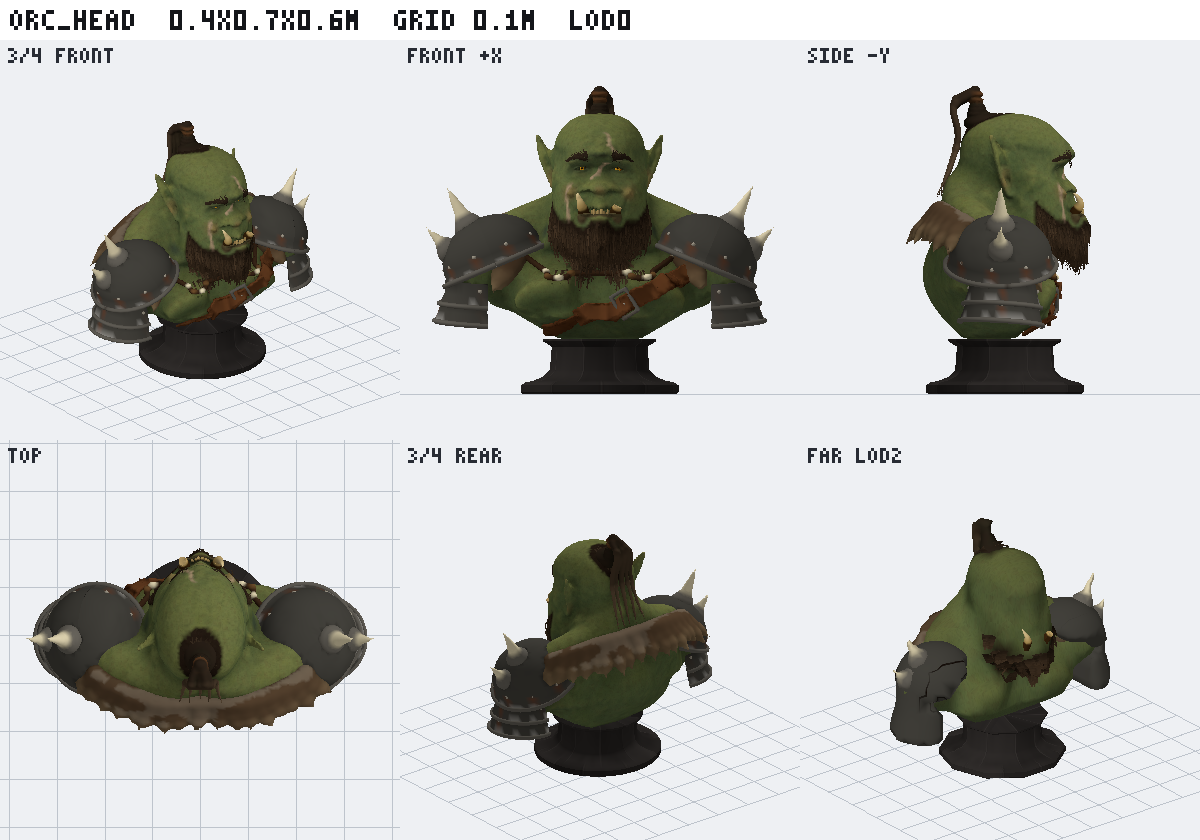 ORC_HEAD 0.4X0.7X0.6M GRID 0.1M LOD0
3/4 FRONT
FRONT +X
SIDE -Y
TOP
3/4 REAR
FAR LOD2